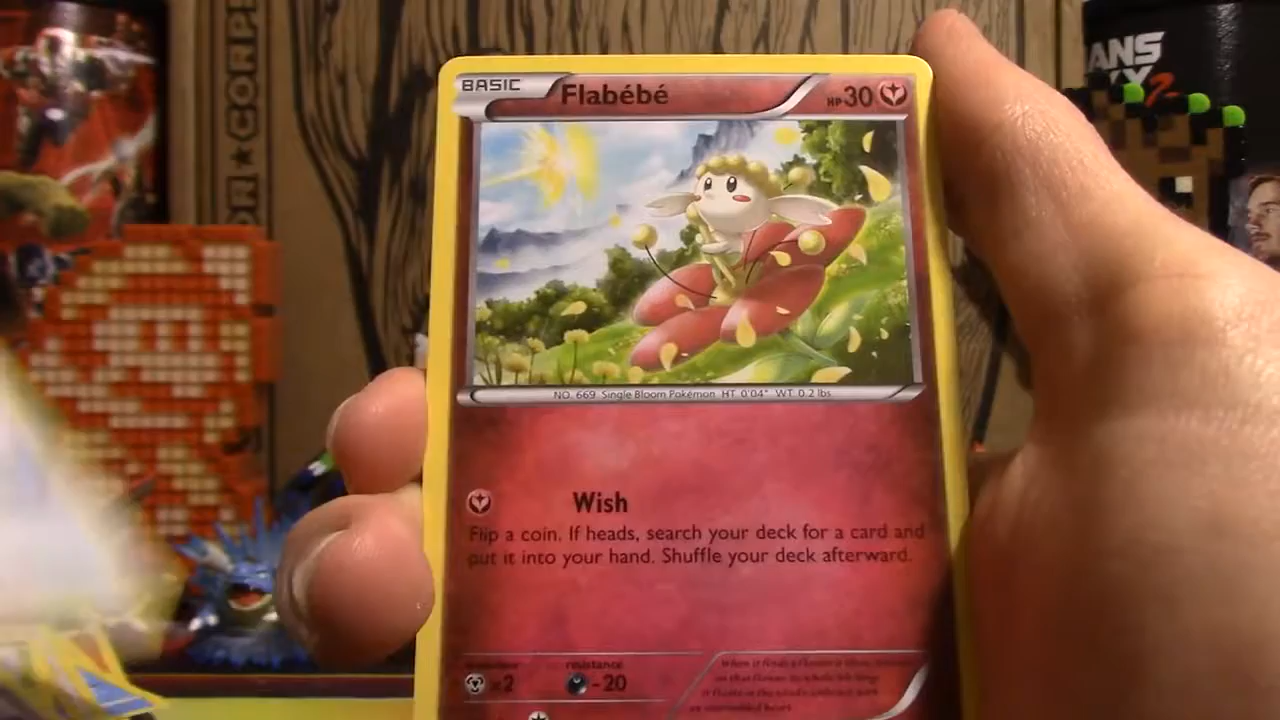 BASIC
Flabébé
HP30
NO. 669 Single Bloom Pokémon HT 0'04" WT 0.2 lbs
Wish
Flip a coin. If heads, search your deck for a card and
put it into your hand. Shuffle your deck afterward.
weakness
resistance
×2
-20
ANS